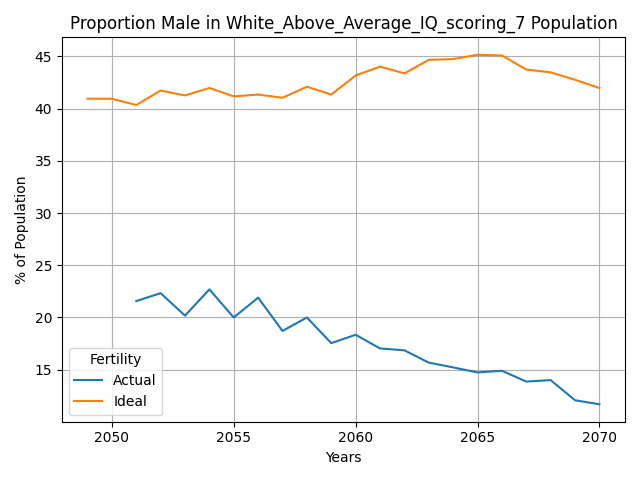 Proportion Male in White_Above_Average_IQ_scoring_7 Population
% of Population
45
40
35
30
25
20
15
Fertility
Actual
Ideal
2050
2055
2060
2065
2070
Years